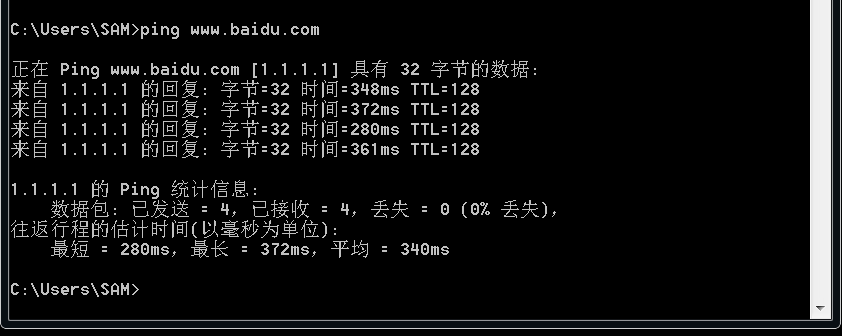 C:\Users\SAM>ping www.baidu.com
正在 Ping www.baidu.com [1.1.1.1] 具有 32 字节的数据:
来自 1.1.1.1 的回复: 字节=32 时间=348ms TTL=128
来自 1.1.1.1 的回复: 字节=32 时间=372ms TTL=128
来自 1.1.1.1 的回复: 字节=32 时间=280ms TTL=128
来自 1.1.1.1 的回复: 字节=32 时间=361ms TTL=128
1.1.1.1 的 Ping 统计信息:
数据包: 已发送 = 4, 已接收 = 4, 丢失 = 0 (0% 丢失),
往返行程的估计时间(以毫秒为单位):
最短 = 280ms, 最长 = 372ms, 平均 = 340ms
C:\Users\SAM>